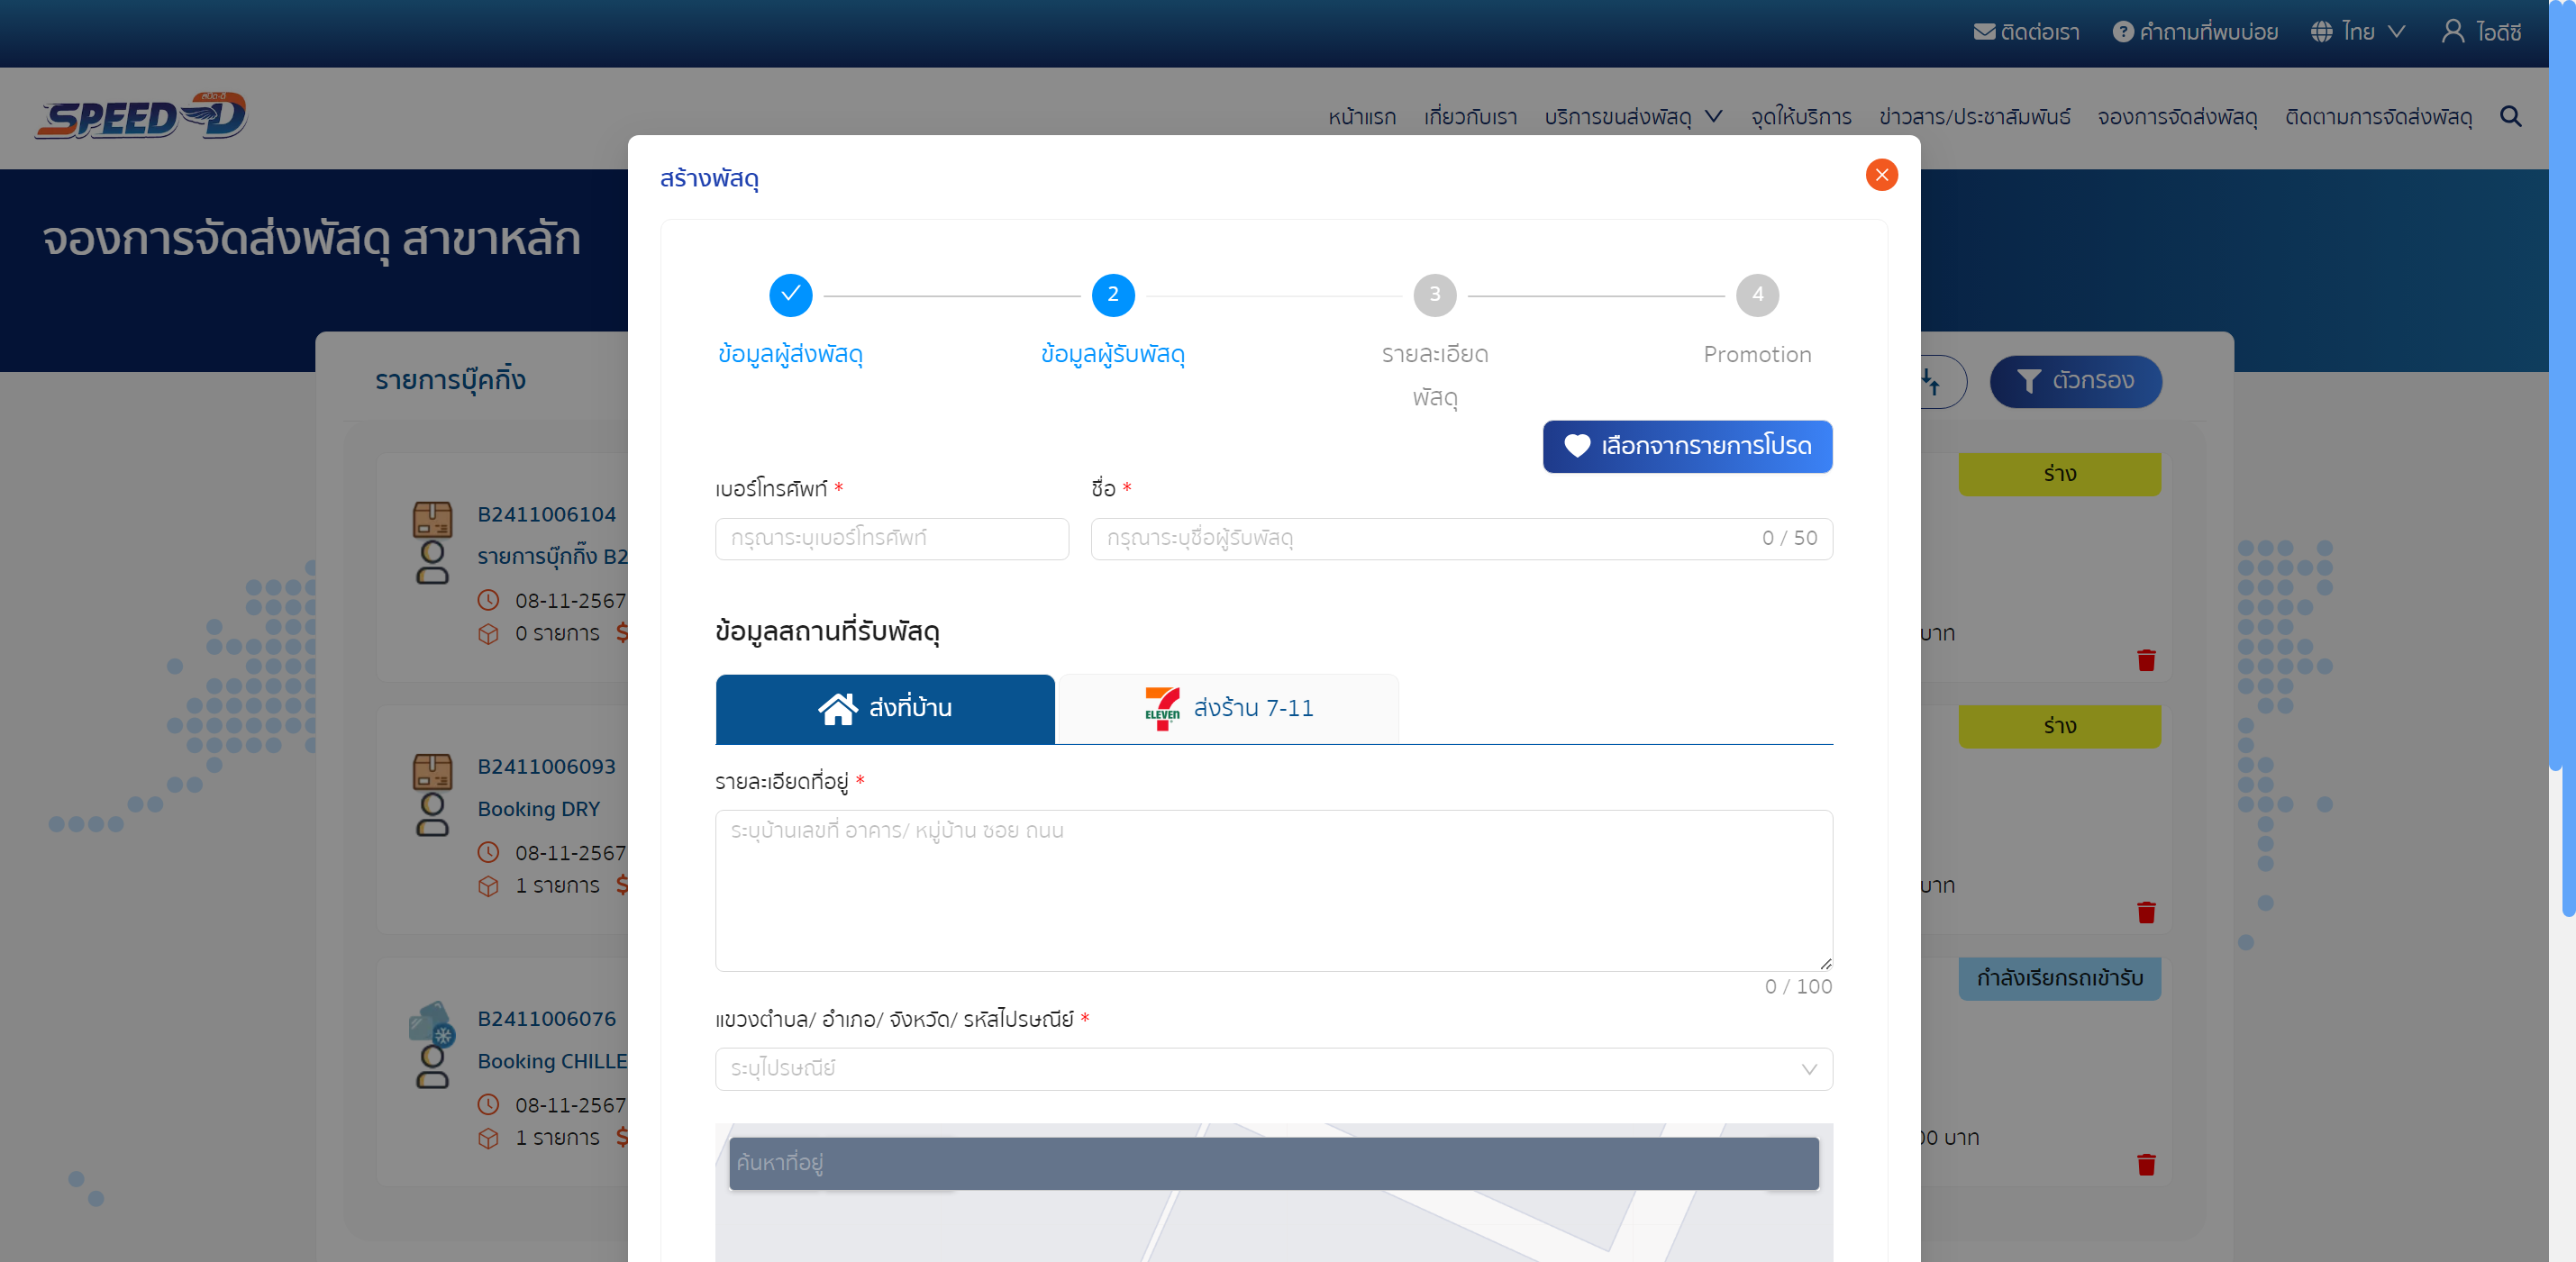 ติดต่อเรา คำถามที่พบบ่อย ไทย ไอดีซี
สปีด-ดี
SPEED-D
หน้าแรก เกี่ยวกับเรา บริการขนส่งพัสดุ จุดให้บริการ ข่าวสาร/ประชาสัมพันธ์ จองการจัดส่งพัสดุ ติดตามการจัดส่งพัสดุ
จองการจัดส่งพัสดุ สาขาหลัก
สร้างพัสดุ
2 3 4
ข้อมูลผู้ส่งพัสดุ ข้อมูลผู้รับพัสดุ รายละเอียด Promotion
พัสดุ
รายการบุ๊คกิ้ง
ตัวกรอง
เลือกจากรายการโปรด
เบอร์โทรศัพท์ * ชื่อ *
กรุณาระบุเบอร์โทรศัพท์ กรุณาระบุชื่อผู้รับพัสดุ 0 / 50
ข้อมูลสถานที่รับพัสดุ
ส่งที่บ้าน ELEVEN ส่งร้าน 7-11
รายละเอียดที่อยู่ *
ระบุบ้านเลขที่ อาคาร/ หมู่บ้าน ซอย ถนน
0 / 100
แขวงตำบล/ อำเภอ/ จังหวัด/ รหัสไปรษณีย์ *
ระบุไปรษณีย์
ค้นหาที่อยู่
B2411006104
รายการบุ๊กกิ๊ง B2
08-11-2567
0 รายการ $
ร่าง
บาท
B2411006093
Booking DRY
08-11-2567
1 รายการ $
ร่าง
บาท
B2411006076
Booking CHILLE
08-11-2567
1 รายการ $
กำลังเรียกรถเข้ารับ
00 บาท